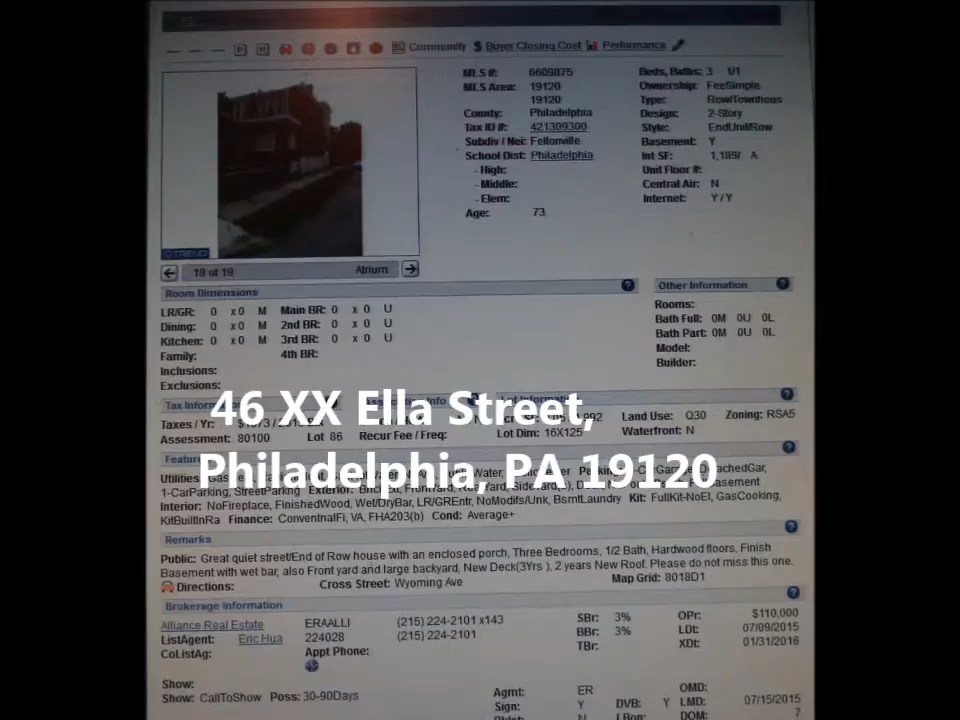 P H Community $ Buyer Closing Cost Performance
MLS #: 6609875 Beds, Baths: 3 1/1
MLS Area: 19120 Ownership: FeeSimple
19120 Type: Row/Townhous
County: Philadelphia Design: 2-Story
Tax ID #: 421309300 Style: EndUnit/Row
Subdiv / Nei: Feltonville Basement: Y
School Dist: Philadelphia Int SF: 1,189/ A
- High: Unit Floor #:
- Middle: Central Air: N
- Elem: Internet: Y / Y
Age: 73
TREND
18 of 19 Atrium
Room Dimensions ? Other Information ?
LR/GR: 0 x 0 M Main BR: 0 x 0 U Rooms:
Dining: 0 x 0 M 2nd BR: 0 x 0 U Bath Full: 0M 0U 0L
Kitchen: 0 x 0 M 3rd BR: 0 x 0 U Bath Part: 0M 0U 0L
Family: 4th BR: Model:
Inclusions: Builder:
Exclusions:
46 XX Ella Street,
Philadelphia, PA 19120
Tax Info
Taxes / Yr: Land Use: Q30 Zoning: RSA5
Assessment: 80100 Lot 86 Recur Fee / Freq: Lot Dim: 16X125 Waterfront: N
Features
Utilities: Water, DetachedGar,
1-CarParking, StreetParkng Exterior:
Interior: NoFireplace, FinishedWood, Wet/DryBar, LR/GREntr, NoModifs/Unk, BsmtLaundry Kit: FullKit-NoEI, GasCooking,
KitBuiltInRa Finance: ConventnalFi, VA, FHA203(b) Cond: Average+
Remarks
Public: Great quiet street/End of Row house with an enclosed porch, Three Bedrooms, 1/2 Bath, Hardwood floors, Finish
Basement with wet bar, also Front yard and large backyard, New Deck(3Yrs ), 2 years New Roof. Please do not miss this one.
Directions: Cross Street: Wyoming Ave Map Grid: 8018D1
Brokerage Information
Alliance Real Estate ERAALLI (215) 224-2101 x143 SBr: 3% OPr: $110,000
ListAgent: Eric Hua 224028 (215) 224-2101 BBr: 3% LDt: 07/09/2015
CoListAg: Appt Phone: TBr: XDt: 01/31/2016
Show:
Show: CallToShow Poss: 30-90Days Agmt: ER OMD:
Sign: Y DVB: Y LMD: 07/15/2015
N LBon: DOM: 7